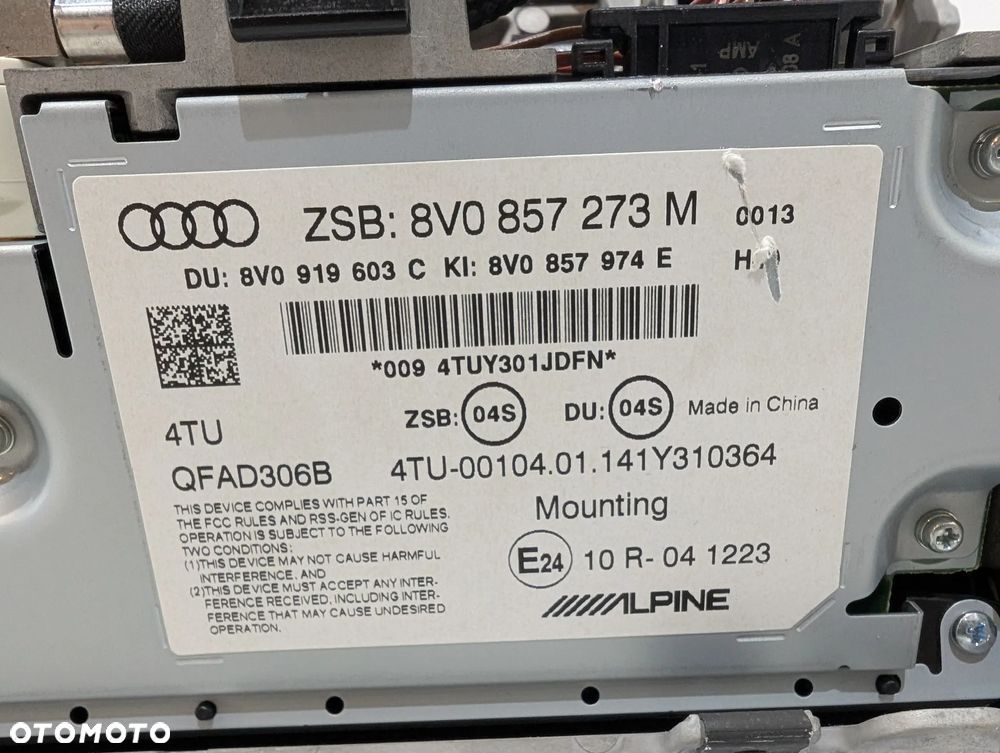 AMP
08 A
ZSB: 8V0 857 273 M 0013
DU: 8V0 919 603 C KI: 8V0 857 974 E
*009 4TUY301JDFN*
ZSB: 04S DU: 04S Made in China
4TU
QFAD306B 4TU-00104.01.141Y310364
THIS DEVICE COMPLIES WITH PART 15 OF
THE FCC RULES AND RSS-GEN OF IC RULES.
OPERATION IS SUBJECT TO THE FOLLOWING
TWO CONDITIONS:
(1)THIS DEVICE MAY NOT CAUSE HARMFUL
INTERFERENCE, AND
(2)THIS DEVICE MUST ACCEPT ANY INTER-
FERENCE RECEIVED, INCLUDING INTER-
FERENCE THAT MAY CAUSE UNDESIRED
OPERATION.
Mounting
E24 10 R- 04 1223
ALPINE
OTOMOTO